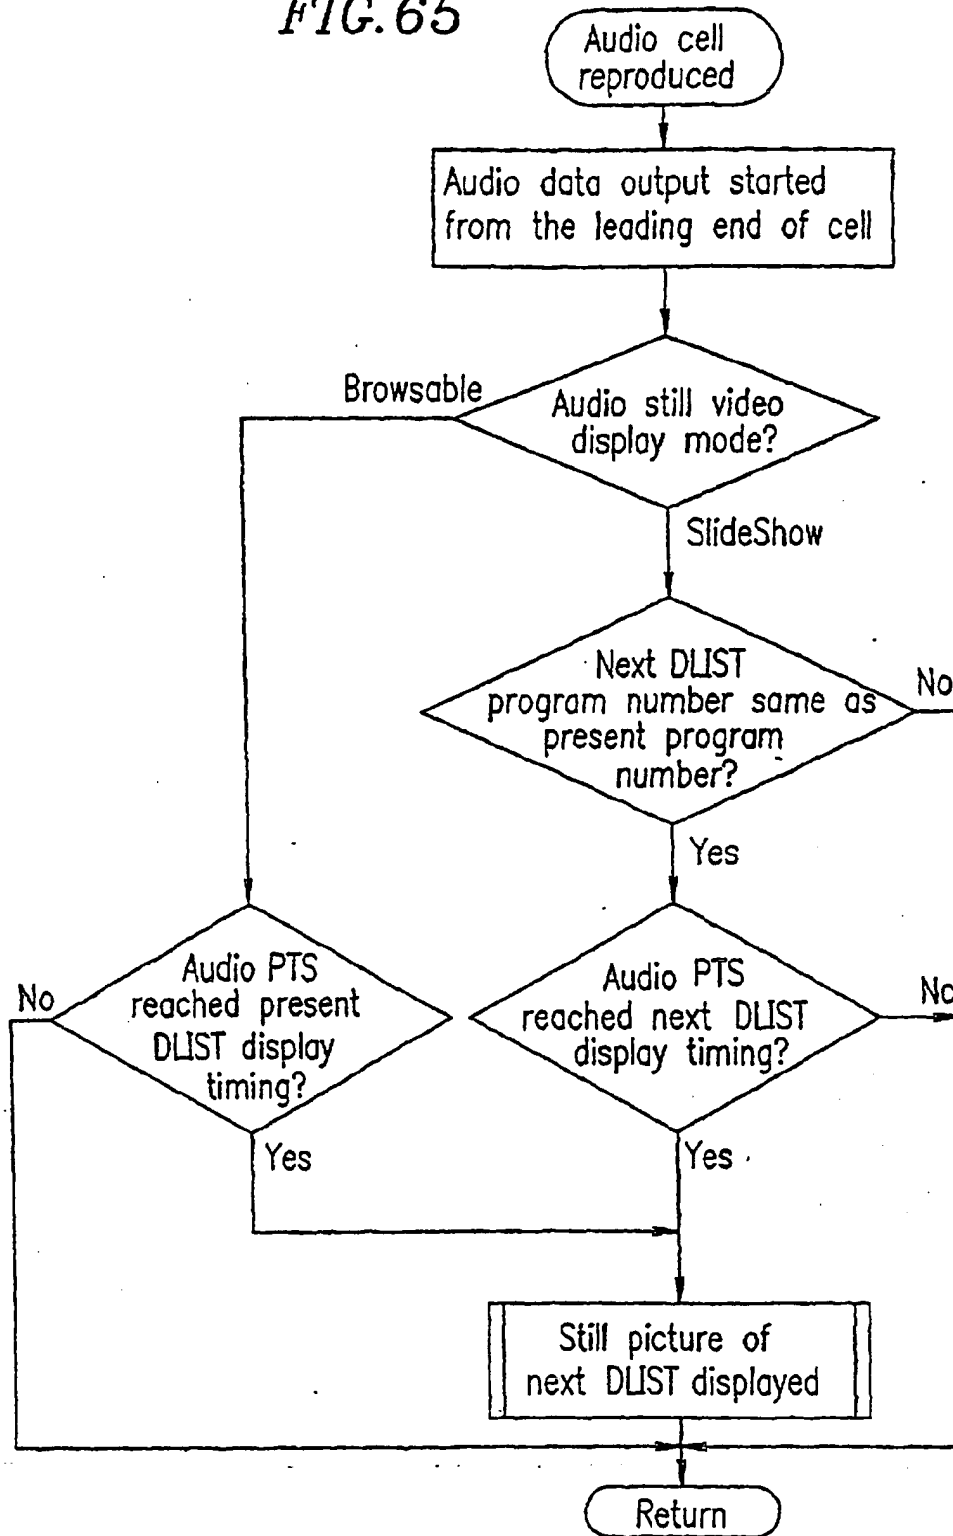 FIG. 65
Audio cell
reproduced
Audio data output started
from the leading end of cell
Browsable
Audio still video
display mode?
SlideShow
Next DLIST
program number same as
present program
number?
No
Yes
Audio PTS
reached present
DLIST display
timing?
No
Yes
Audio PTS
reached next DLIST
display timing?
No
Yes
Still picture of
next DLIST displayed
Return